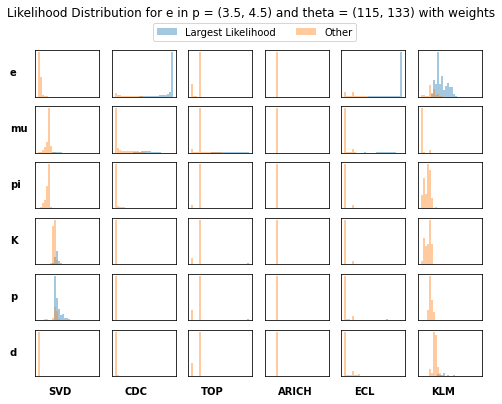 Likelihood Distribution for e in p = (3.5, 4.5) and theta = (115, 133) with weights
Largest Likelihood Other
e
mu
pi
K
p
d
SVD CDC TOP ARICH ECL KLM